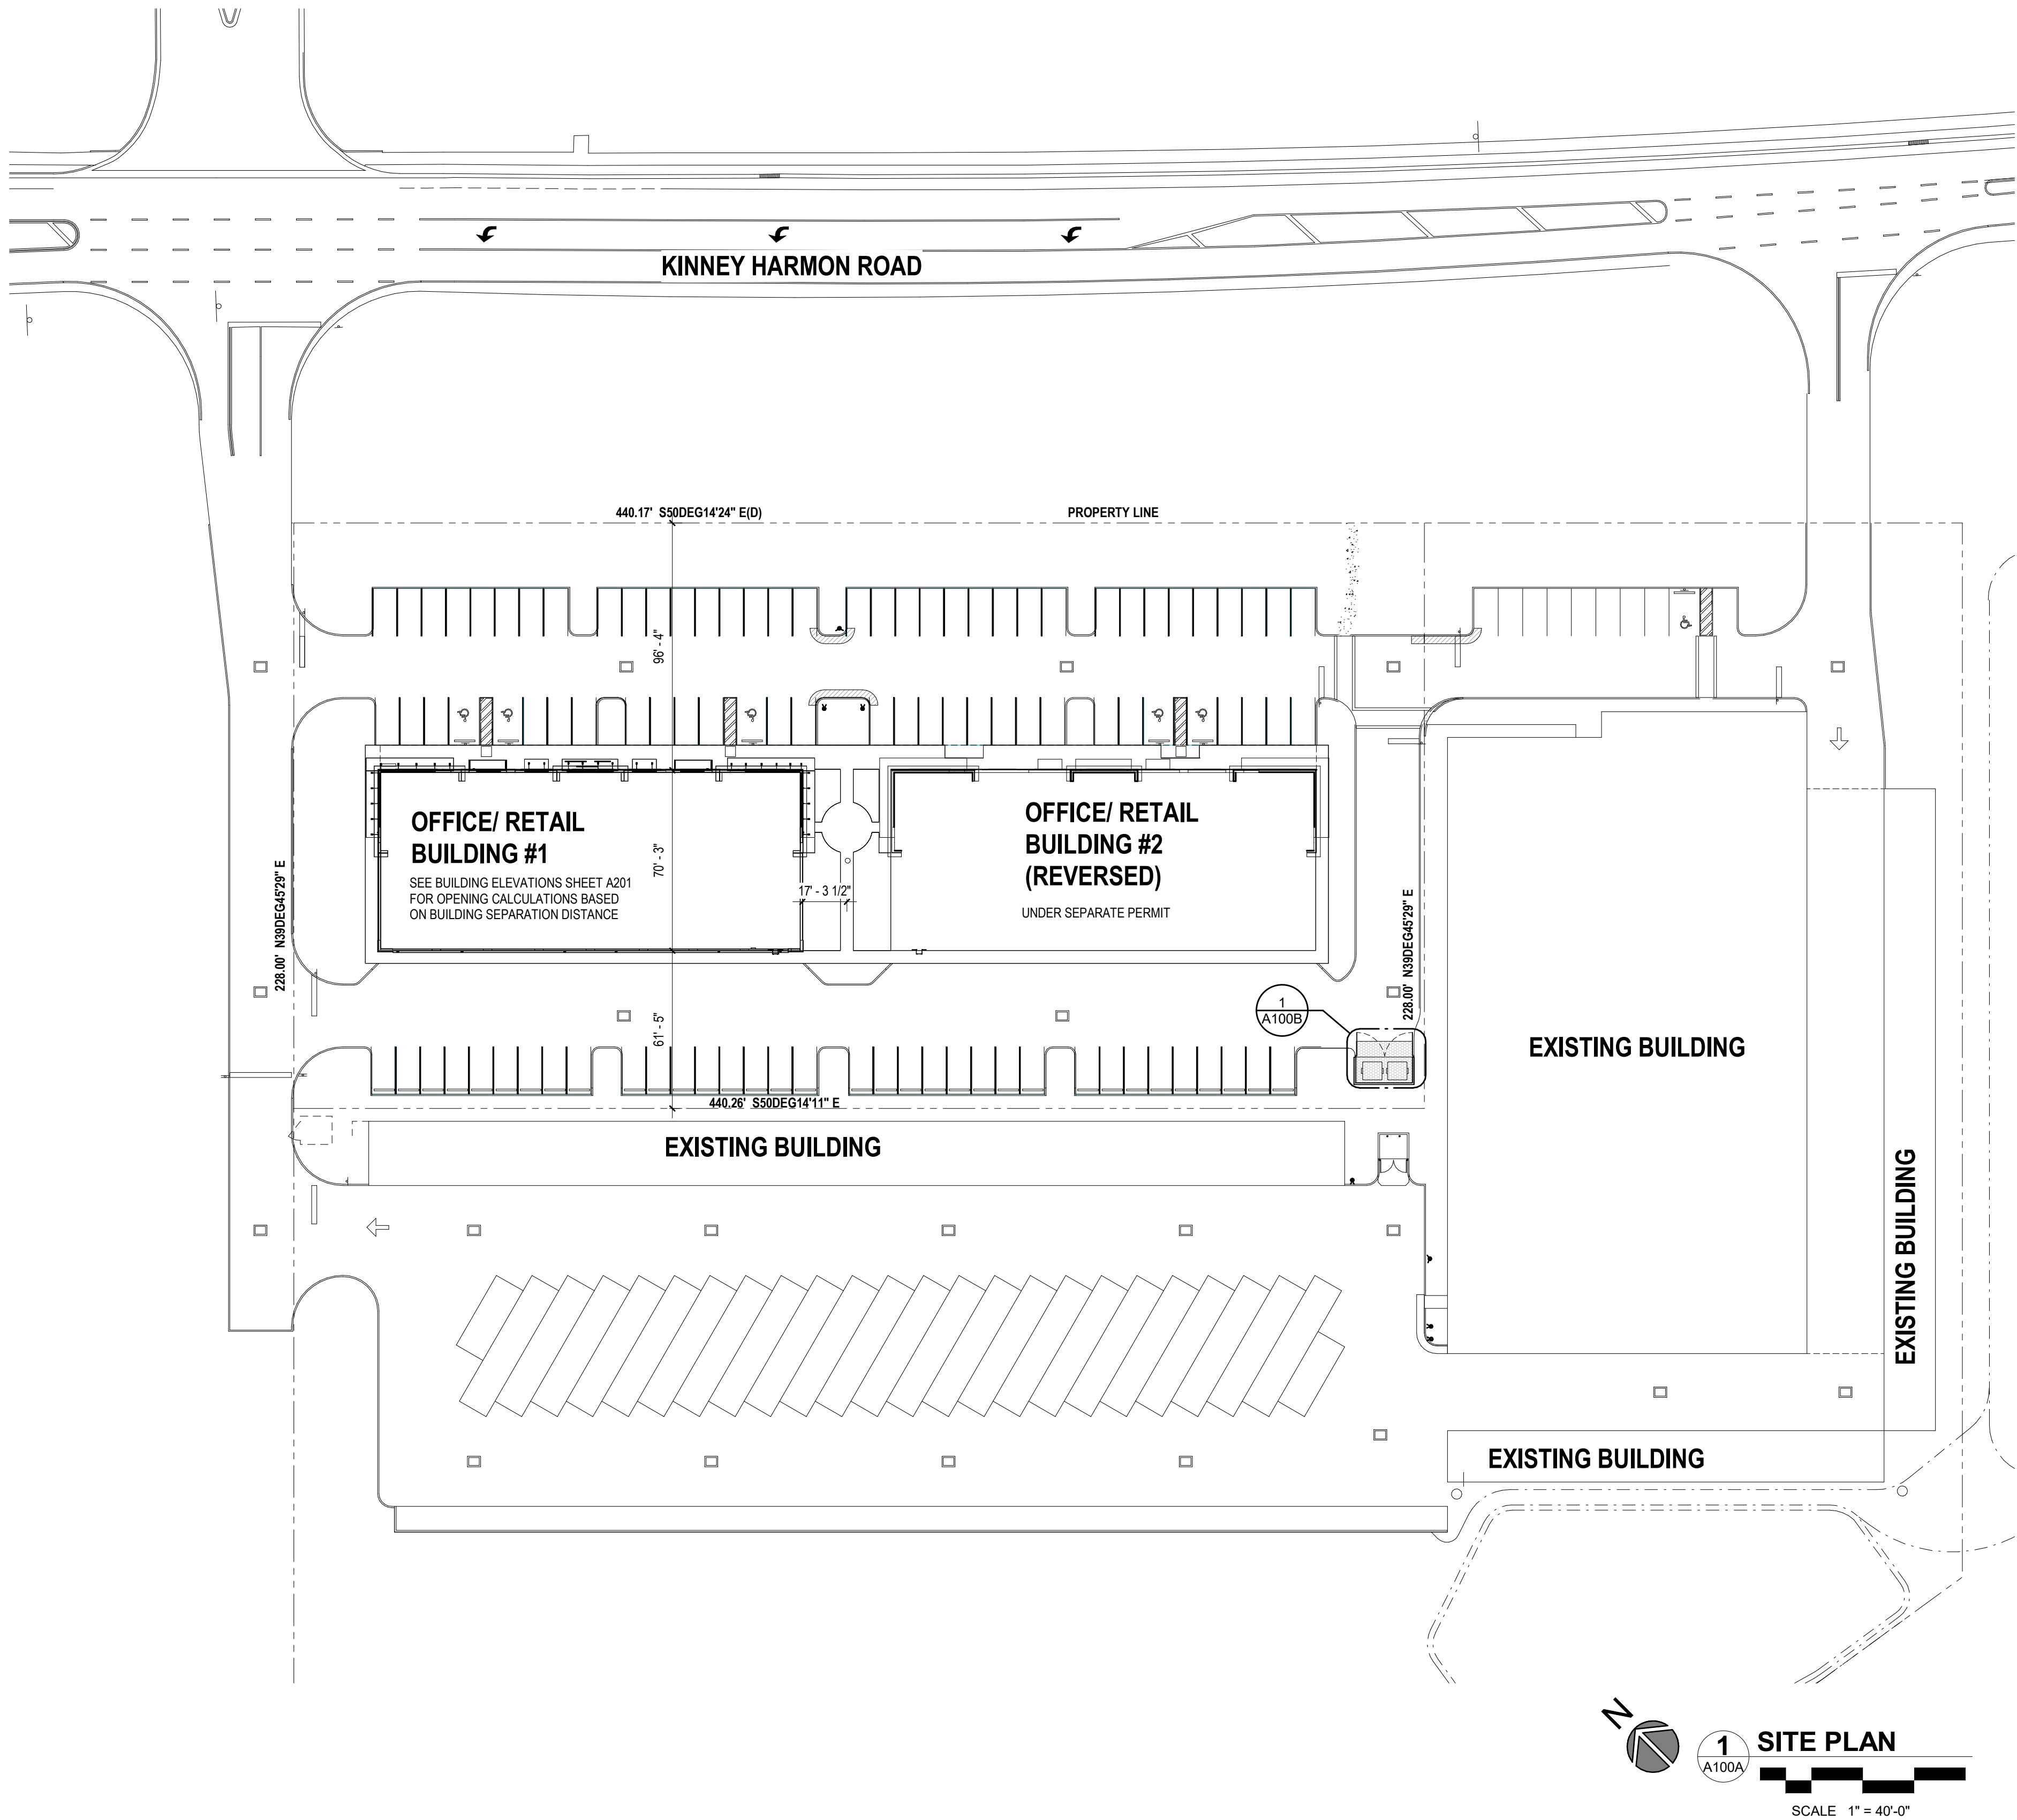 KINNEY HARMON ROAD
440.17' S50DEG14'24" E(D)
PROPERTY LINE
96' - 4"
OFFICE/ RETAIL
BUILDING #1
SEE BUILDING ELEVATIONS SHEET A201
FOR OPENING CALCULATIONS BASED
ON BUILDING SEPARATION DISTANCE
70' - 3"
17' - 3 1/2"
OFFICE/ RETAIL
BUILDING #2
(REVERSED)
UNDER SEPARATE PERMIT
228.00' N39DEG45'29" E
228.00' N39DEG45'29" E
1
A100B
61' - 5"
EXISTING BUILDING
440.26' S50DEG14'11" E
EXISTING BUILDING
EXISTING BUILDING
EXISTING BUILDING
N
1
A100A
SITE PLAN
SCALE 1" = 40'-0"